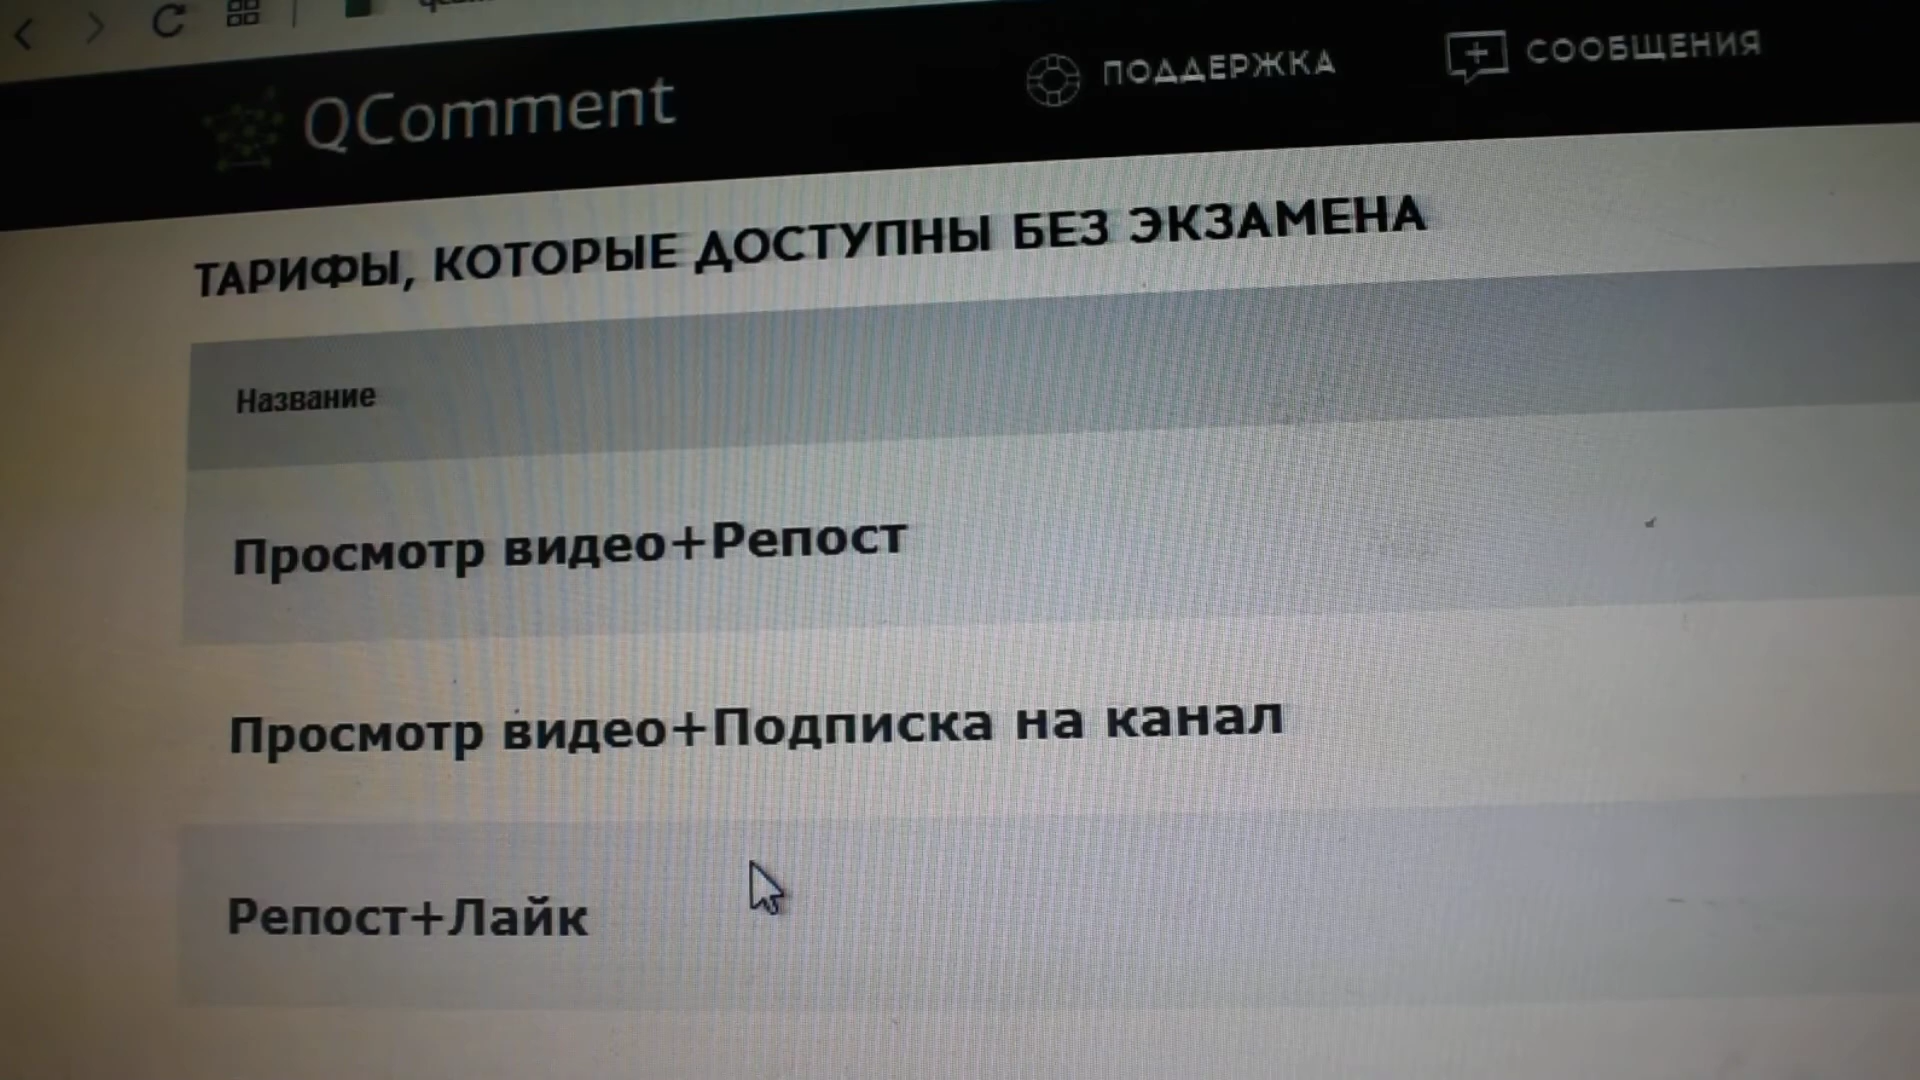 QComment
ПОДДЕРЖКА
СООБЩЕНИЯ
ТАРИФЫ, КОТОРЫЕ ДОСТУПНЫ БЕЗ ЭКЗАМЕНА
Название
Просмотр видео+Репост
Просмотр видео+Подписка на канал
Репост+Лайк